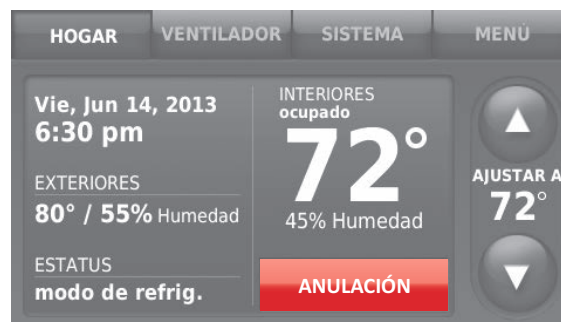 HOGAR
VENTILADOR
SISTEMA
MENÚ
Vie, Jun 14, 2013
6:30 pm
EXTERIORES
80° / 55% Humedad
ESTATUS
modo de refrig.
INTERIORES
ocupado
72°
45% Humedad
ANULACIÓN
AJUSTAR A
72°